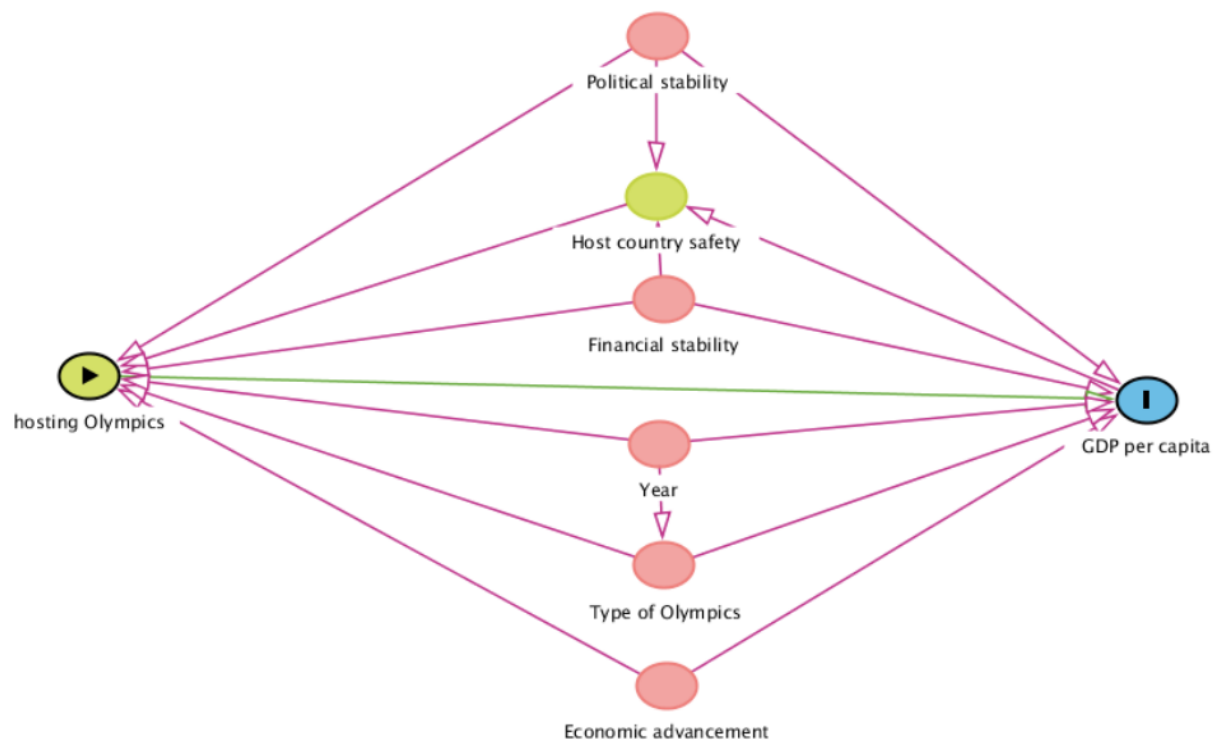 Political stability
Host country safety
Financial stability
hosting Olympics
GDP per capita
Year
Type of Olympics
Economic advancement